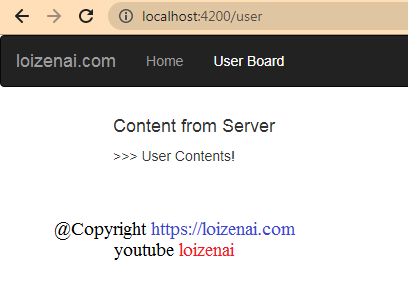 localhost:4200/user
loizenai.com Home User Board
Content from Server
>>> User Contents!
@Copyright https://loizenai.com
youtube loizenai